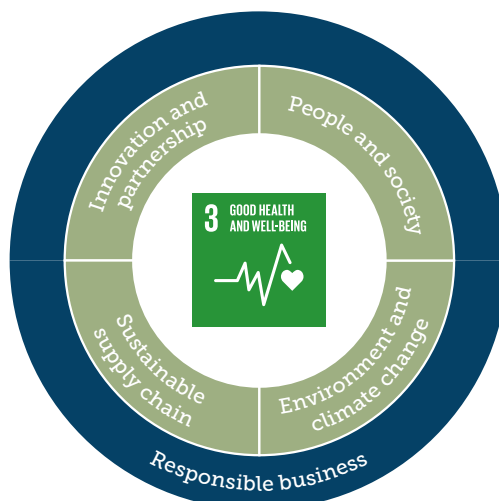 Innovation and
partnership
People and society
3 GOOD HEALTH
AND WELL-BEING
Sustainable
supply chain
Environment and
climate change
Responsible business